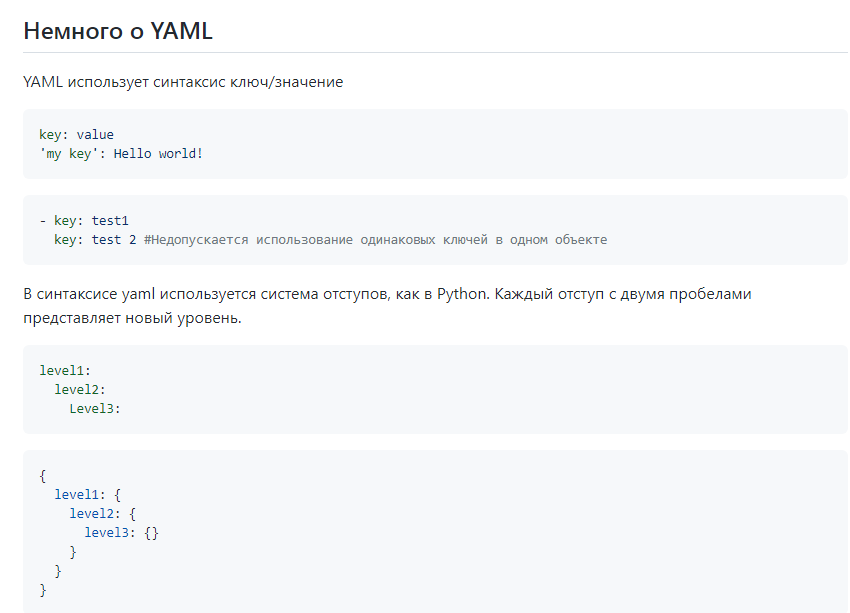 Немного о YAML
YAML использует синтаксис ключ/значение
key: value
'my key': Hello world!
- key: test1
  key: test 2 #Недопускается использование одинаковых ключей в одном объекте
В синтаксисе yaml используется система отступов, как в Python. Каждый отступ с двумя пробелами
представляет новый уровень.
level1:
  level2:
    Level3:
{
  level1: {
    level2: {
      level3: {}
    }
  }
}